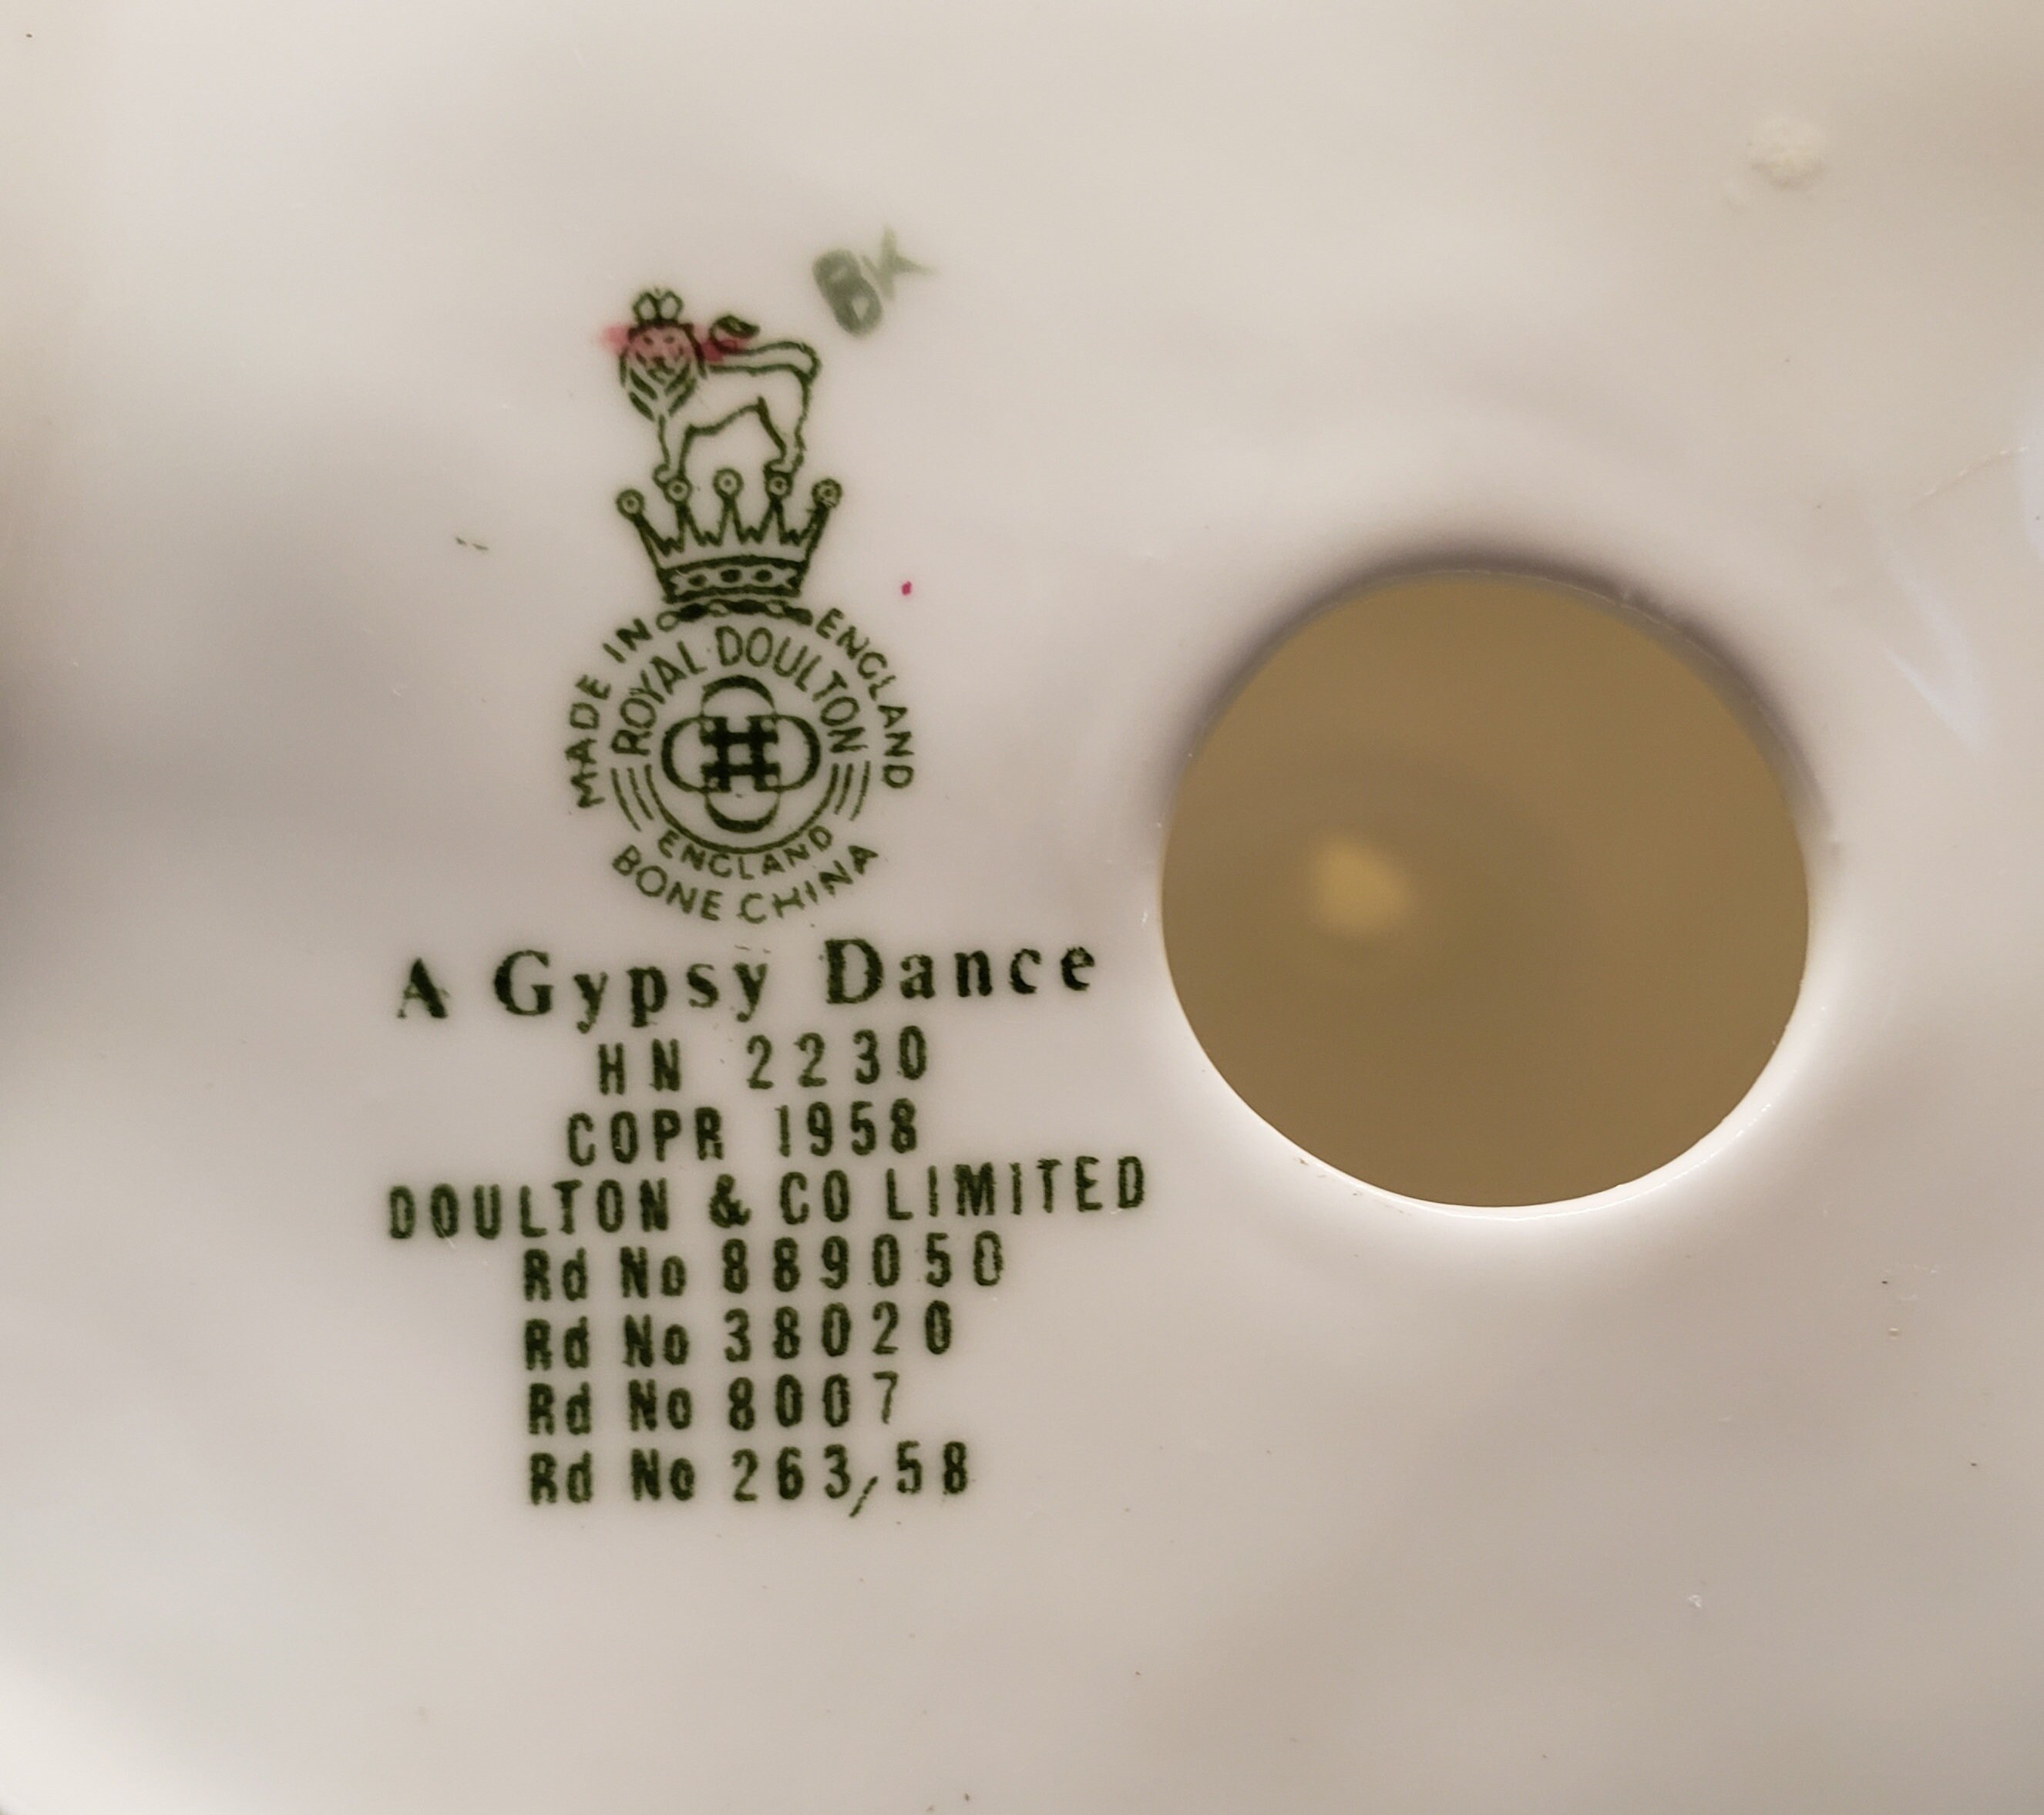 BK
MADE IN ENGLAND
ROYAL DOULTON
ENGLAND
BONE CHINA
A Gypsy Dance
HN 2230
COPR 1958
DOULTON & CO LIMITED
Rd No 889050
Rd No 38020
Rd No 8007
Rd No 263/58